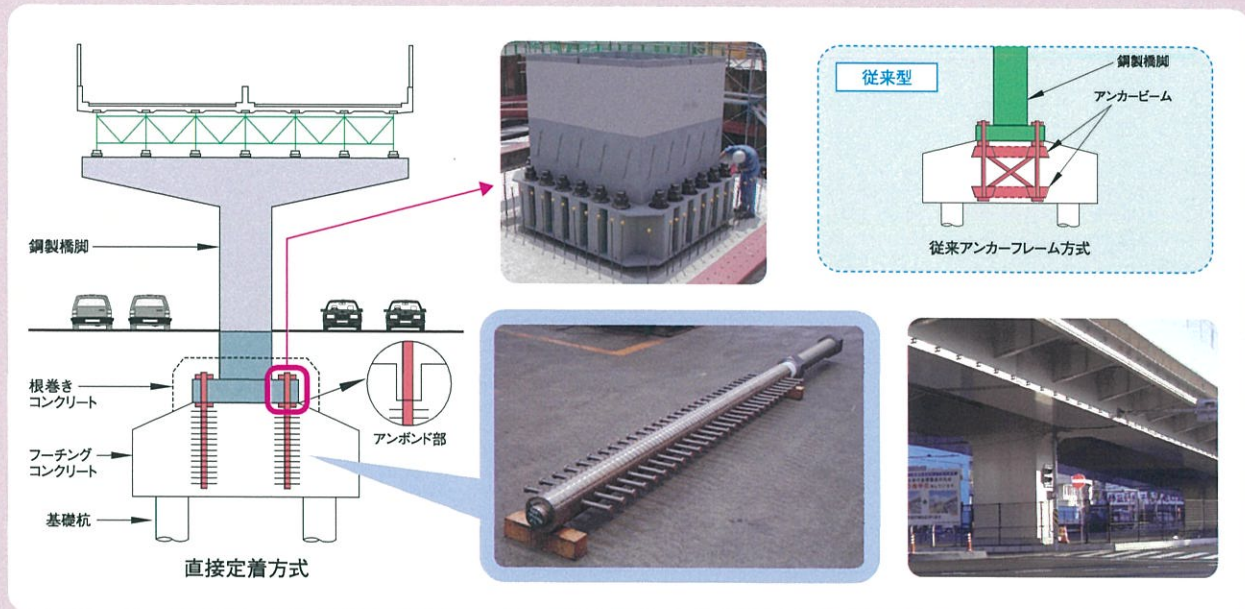 鋼製橋脚
根巻き
コンクリート
フーチング
コンクリート
基礎杭
アンボンド部
直接定着方式
従来型
鋼製橋脚
アンカービーム
従来アンカーフレーム方式